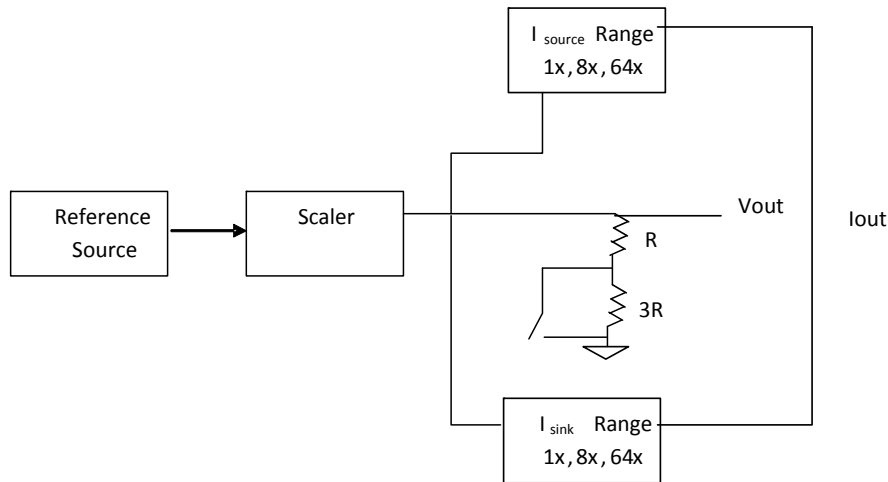 I source Range
1x, 8x, 64x
Reference
Source
Scaler
Vout
Iout
R
3R
I sink Range
1x, 8x, 64x